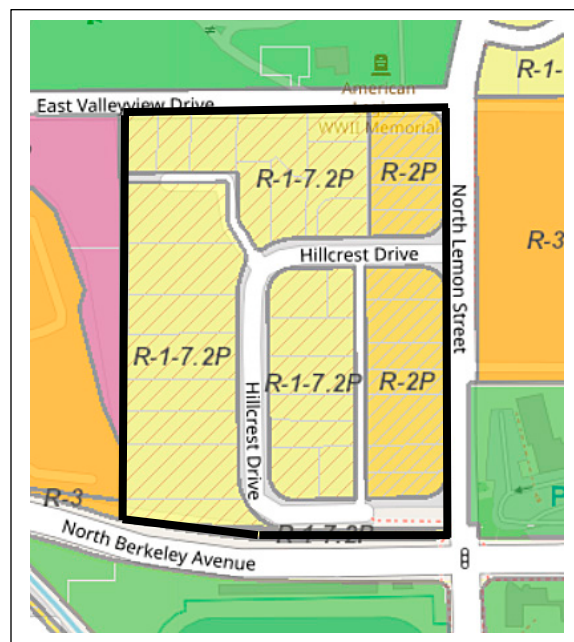 East Valleyview Drive
American
Legion
WWII Memorial
R-1-
R-1-7.2P
R-2P
North Lemon Street
Hillcrest Drive
R-3
R-1-7.2P
R-1-7.2P
R-2P
Hillcrest Drive
R-3
R-1-7.2P
North Berkeley Avenue
P